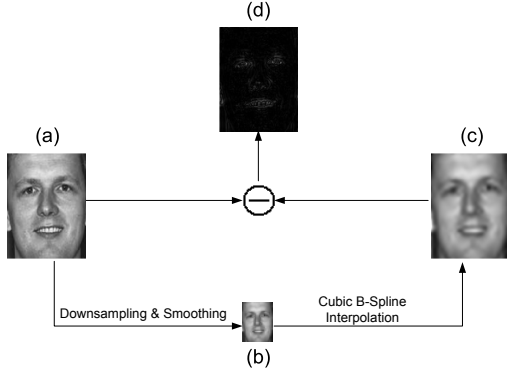 (d)
(a)
(c)
Downsampling & Smoothing
Cubic B-Spline
Interpolation
(b)